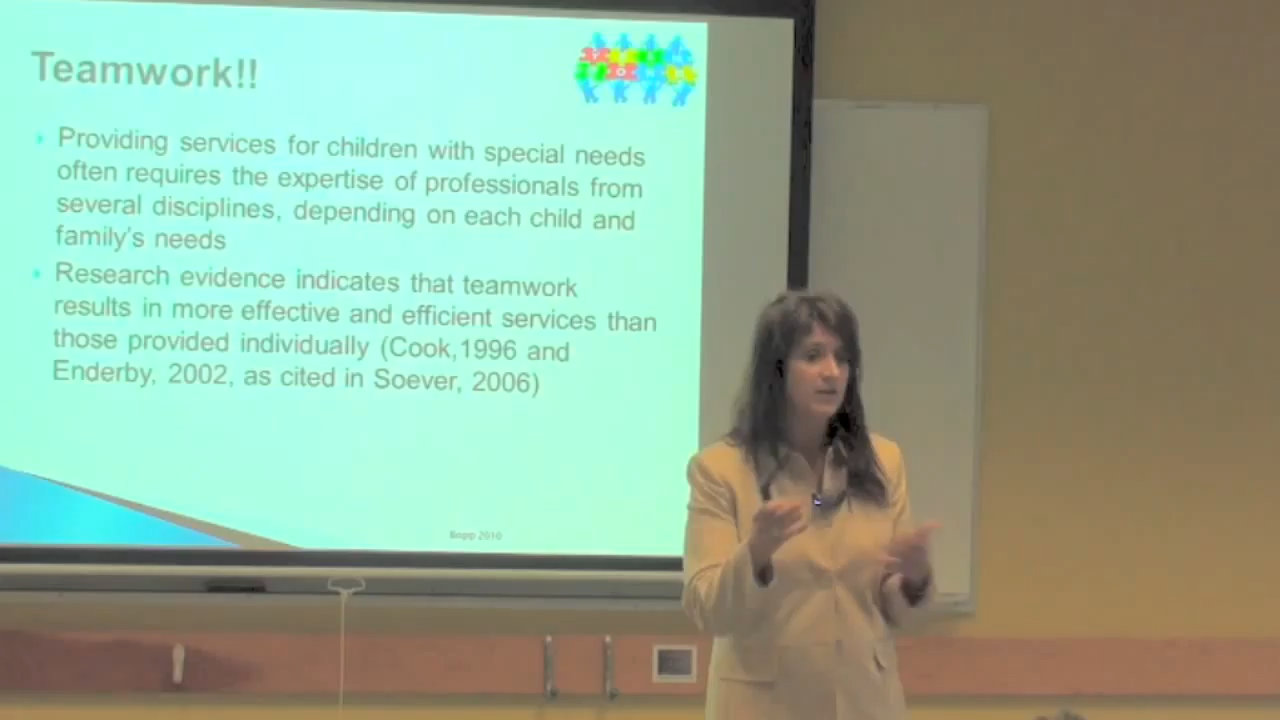 Teamwork!!
Providing services for children with special needs
often requires the expertise of professionals from
several disciplines, depending on each child and
family's needs
Research evidence indicates that teamwork
results in more effective and efficient services than
those provided individually (Cook,1996 and
Enderby, 2002, as cited in Soever, 2006)
Bopp 2010